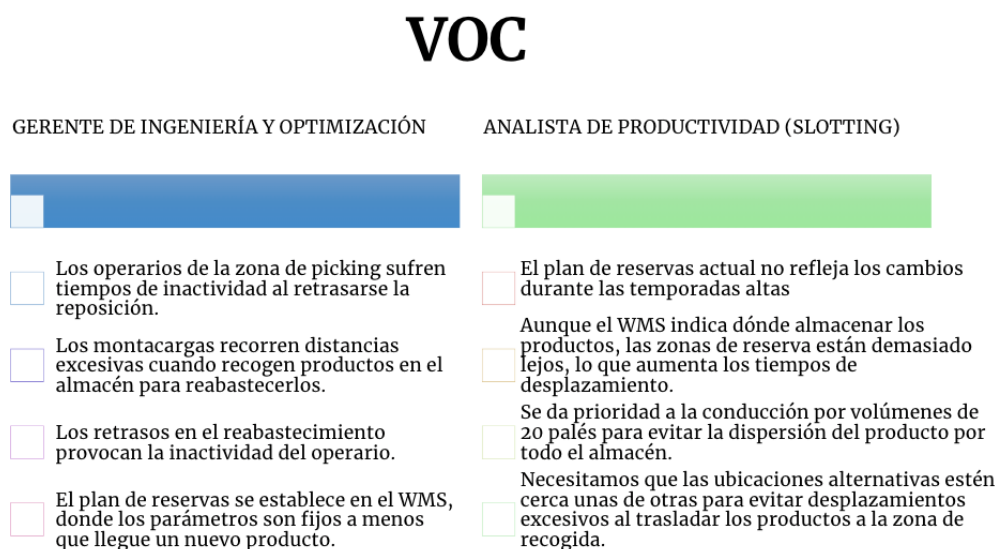 VOC
GERENTE DE INGENIERÍA Y OPTIMIZACIÓN
Los operarios de la zona de picking sufren
tiempos de inactividad al retrasarse la
reposición.
Los montacargas recorren distancias
excesivas cuando recogen productos en el
almacén para reabastecerlos.
Los retrasos en el reabastecimiento
provocan la inactividad del operario.
El plan de reservas se establece en el WMS,
donde los parámetros son fijos a menos
que llegue un nuevo producto.
ANALISTA DE PRODUCTIVIDAD (SLOTTING)
El plan de reservas actual no refleja los cambios
durante las temporadas altas
Aunque el WMS indica dónde almacenar los
productos, las zonas de reserva están demasiado
lejos, lo que aumenta los tiempos de
desplazamiento.
Se da prioridad a la conducción por volúmenes de
20 palés para evitar la dispersión del producto por
todo el almacén.
Necesitamos que las ubicaciones alternativas estén
cerca unas de otras para evitar desplazamientos
excesivos al trasladar los productos a la zona de
recogida.